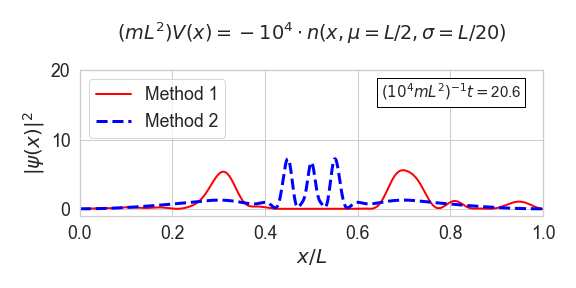 (mL²)V(x) = −10⁴ · n(x, μ = L/2, σ = L/20)
20
10
0
|ψ(x)|²
Method 1
Method 2
(10⁴mL²)⁻¹t = 20.6
0.0 0.2 0.4 0.6 0.8 1.0
x/L